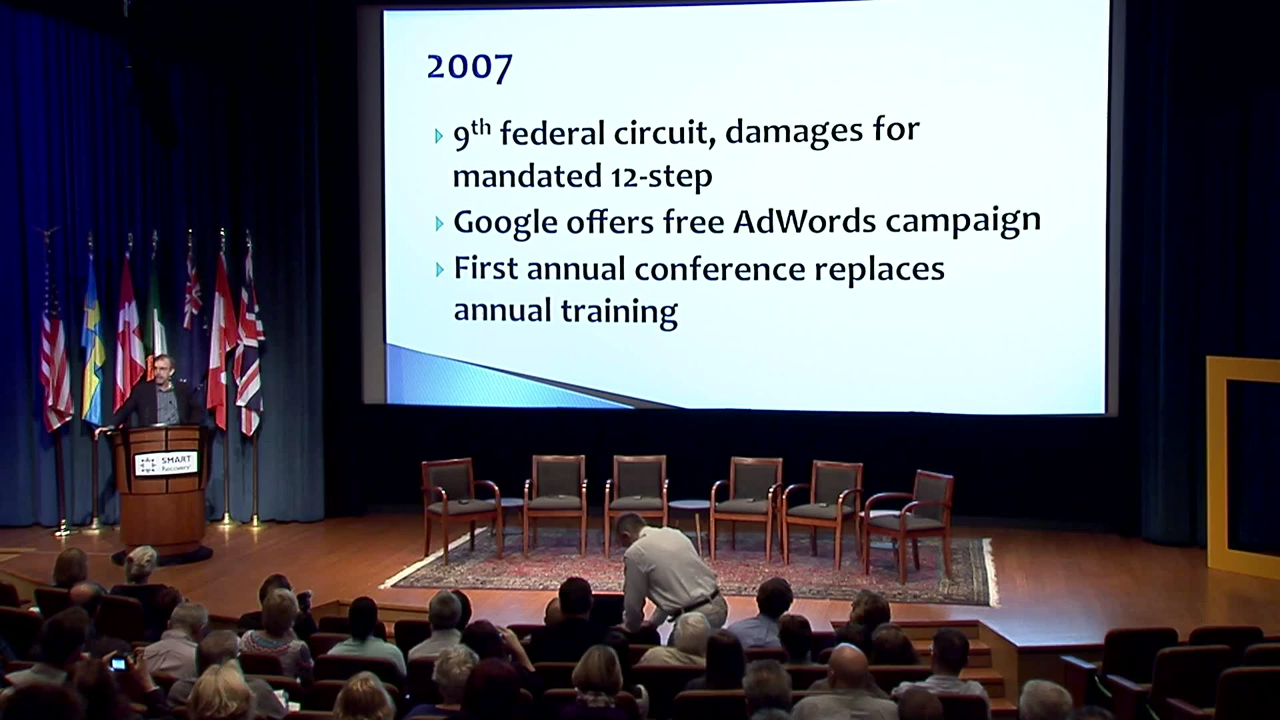 2007
9th federal circuit, damages for
mandated 12-step
Google offers free AdWords campaign
First annual conference replaces
annual training
SMART
Recovery